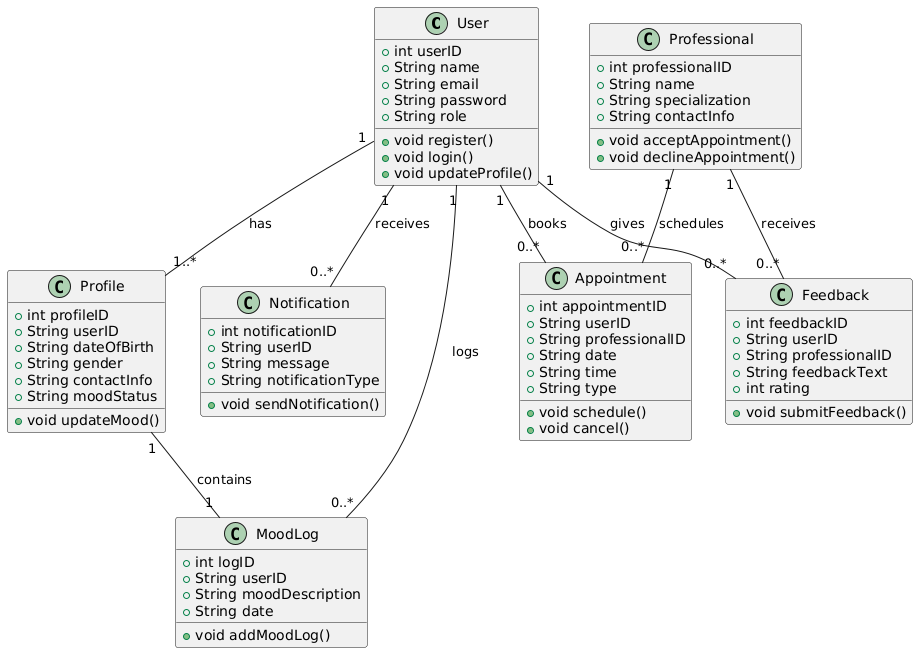 C User
int userID
String name
String email
String password
String role
void register()
void login()
void updateProfile()
C Professional
int professionalID
String name
String specialization
String contactInfo
void acceptAppointment()
void declineAppointment()
1
1
1
1
1
1
1
has
receives
books
gives
schedules
receives
1..*
0..*
0..*
0..*
0..*
0..*
C Profile
int profileID
String userID
String dateOfBirth
String gender
String contactInfo
String moodStatus
void updateMood()
C Notification
int notificationID
String userID
String message
String notificationType
void sendNotification()
logs
C Appointment
int appointmentID
String userID
String professionalID
String date
String time
String type
void schedule()
void cancel()
C Feedback
int feedbackID
String userID
String professionalID
String feedbackText
int rating
void submitFeedback()
1
contains
1
0..*
C MoodLog
int logID
String userID
String moodDescription
String date
void addMoodLog()